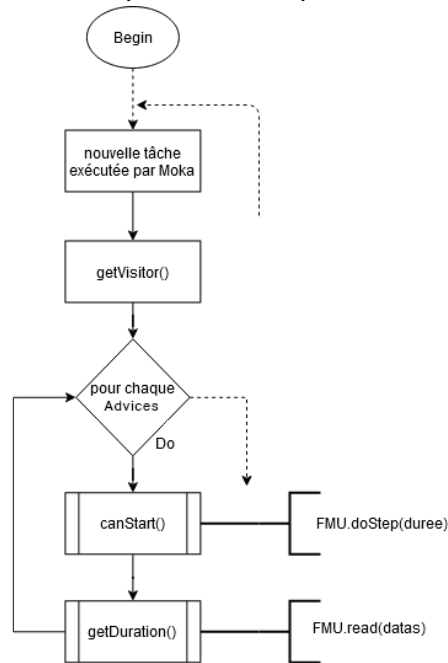 Begin
nouvelle tâche
exécutée par Moka
getVisitor()
pour chaque
Advices
Do
canStart()
FMU.doStep(duree)
getDuration()
FMU.read(datas)